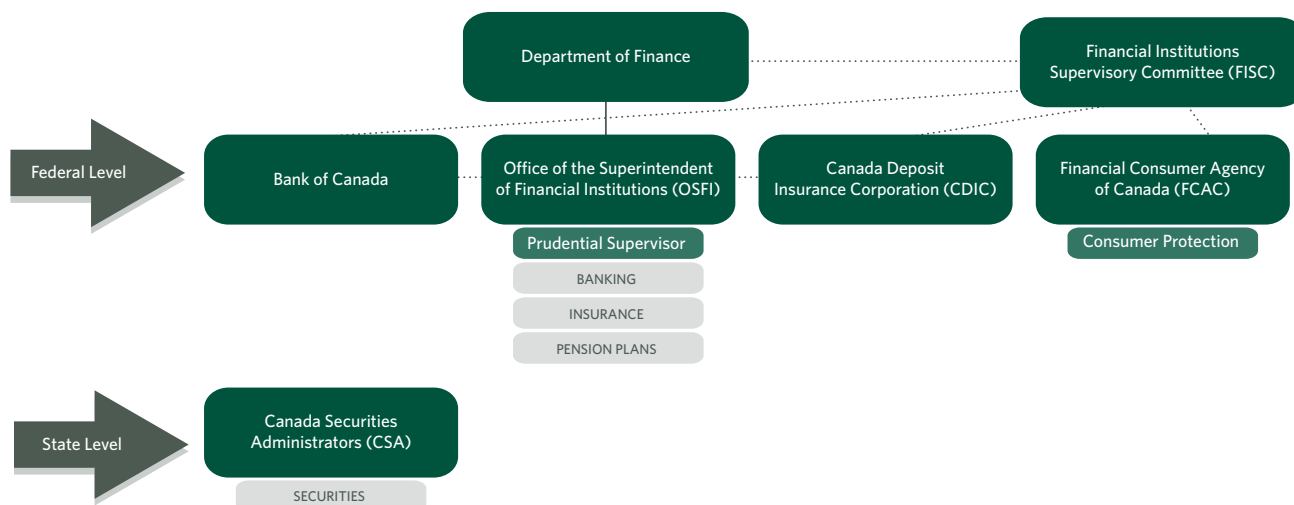 Department of Finance
Financial Institutions
Supervisory Committee (FISC)
Federal Level
Bank of Canada
Office of the Superintendent
of Financial Institutions (OSFI)
Canada Deposit
Insurance Corporation (CDIC)
Financial Consumer Agency
of Canada (FCAC)
Prudential Supervisor
Consumer Protection
BANKING
INSURANCE
PENSION PLANS
State Level
Canada Securities
Administrators (CSA)
SECURITIES